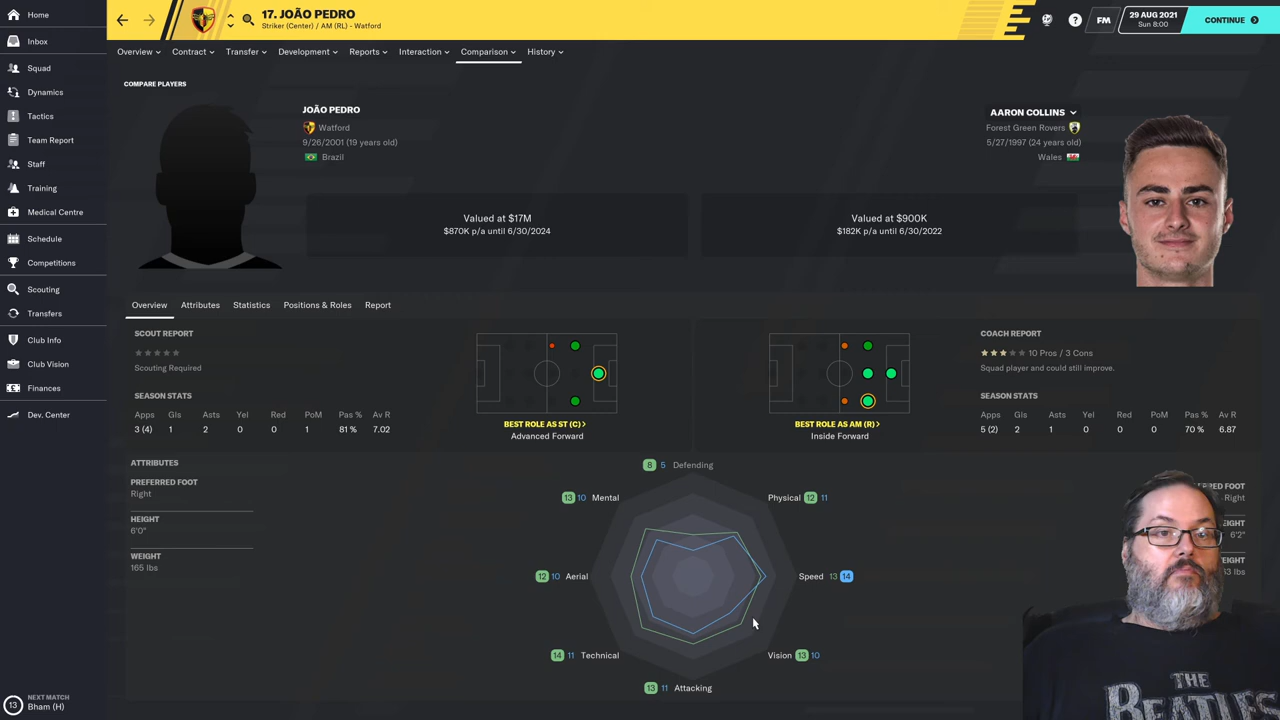 Home
Inbox
Squad
Dynamics
Tactics
Team Report
Staff
Training
Medical Centre
Schedule
Competitions
Scouting
Transfers
Club Info
Club Vision
Finances
Dev. Center
13 NEXT MATCH
Bham (H)
17. JOÃO PEDRO
Striker (Center) / AM (RL) - Watford
? FM 29 AUG 2021 CONTINUE
Sun 8:00
Overview Contract Transfer Development Reports Interaction Comparison History
COMPARE PLAYERS
JOÃO PEDRO
Watford
9/26/2001 (19 years old)
Brazil
AARON COLLINS
Forest Green Rovers
5/27/1997 (24 years old)
Wales
Valued at $17M
$870K p/a until 6/30/2024
Valued at $900K
$182K p/a until 6/30/2022
Overview Attributes Statistics Positions & Roles Report
SCOUT REPORT
Scouting Required
SEASON STATS
Apps Gls Asts Yel Red PoM Pas % Av R
3 (4) 1 2 0 0 1 81 % 7.02
BEST ROLE AS ST (C) >
Advanced Forward
BEST ROLE AS AM (R) >
Inside Forward
COACH REPORT
10 Pros / 3 Cons
Squad player and could still improve.
SEASON STATS
Apps Gls Asts Yel Red PoM Pas % Av R
5 (2) 2 1 0 0 0 70 % 6.87
ATTRIBUTES
PREFERRED FOOT
Right
HEIGHT
6'0"
WEIGHT
165 lbs
8 5 Defending
13 10 Mental
Physical 12 11
12 10 Aerial
Speed 13 14
14 11 Technical
Vision 13 10
13 11 Attacking
RED FOOT
Right
6'2"
lbs
THE
BEATLES